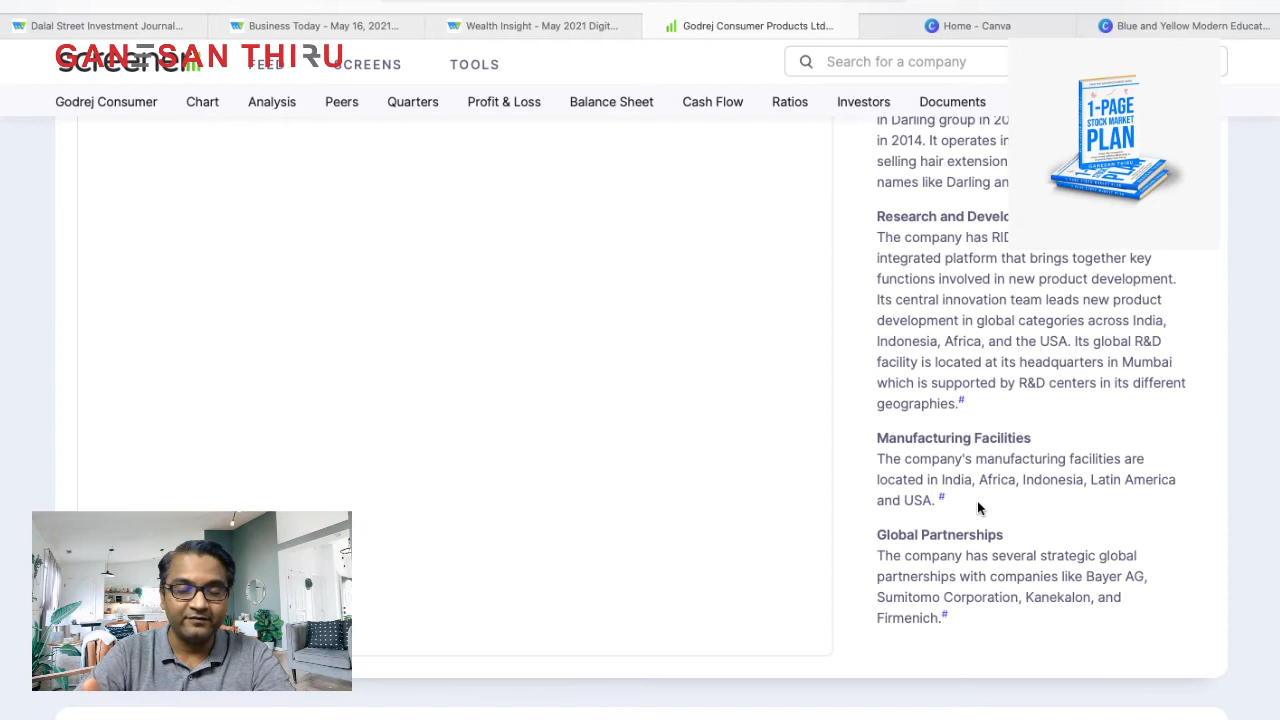 Dalal Street Investment Journal...
Business Today - May 16, 2021...
Wealth Insight - May 2021 Digit...
Godrej Consumer Products Ltd...
Home - Canva
Blue and Yellow Modern Educat...
GANESAN THIRU
screener
FEED
SCREENS
TOOLS
Search for a company
Godrej Consumer
Chart
Analysis
Peers
Quarters
Profit & Loss
Balance Sheet
Cash Flow
Ratios
Investors
Documents
1-PAGE
STOCK MARKET
PLAN
GANESAN THIRU
in Darling group in 20
in 2014. It operates in
selling hair extension
names like Darling an
Research and Develo
The company has RID
integrated platform that brings together key
functions involved in new product development.
Its central innovation team leads new product
development in global categories across India,
Indonesia, Africa, and the USA. Its global R&D
facility is located at its headquarters in Mumbai
which is supported by R&D centers in its different
geographies.#
Manufacturing Facilities
The company's manufacturing facilities are
located in India, Africa, Indonesia, Latin America
and USA. #
Global Partnerships
The company has several strategic global
partnerships with companies like Bayer AG,
Sumitomo Corporation, Kanekalon, and
Firmenich.#